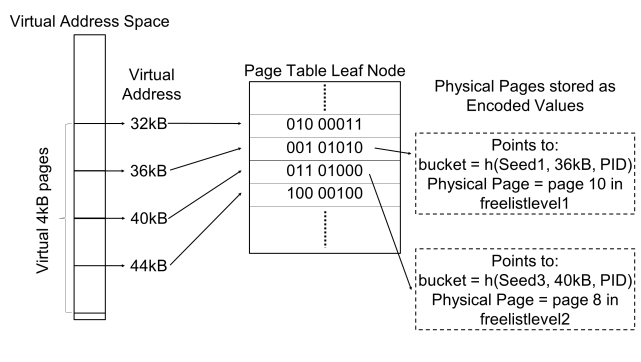 Virtual Address Space
Virtual
Address
Page Table Leaf Node
Physical Pages stored as
Encoded Values
Virtual 4kB pages
32kB
36kB
40kB
44kB
010 00011
001 01010
011 01000
100 00100
Points to:
bucket = h(Seed1, 36kB, PID)
Physical Page = page 10 in
freelistlevel1
Points to:
bucket = h(Seed3, 40kB, PID)
Physical Page = page 8 in
freelistlevel2